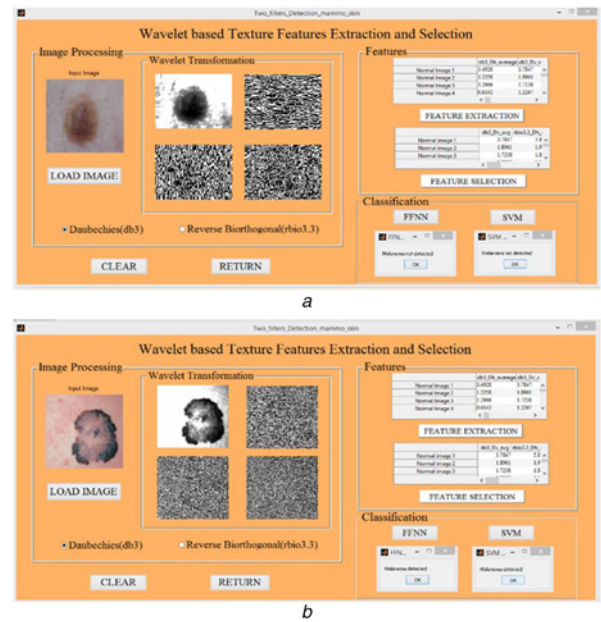 Two_filters_Detection_mammo_skin
Wavelet based Texture Features Extraction and Selection
Image Processing
Input Image
LOAD IMAGE
Wavelet Transformation
Daubechies(db3)
Reverse Biorthogonal(rbio3.3)
CLEAR
RETURN
Features
Normal Image 1
Normal Image 2
Normal Image 3
Normal Image 4
FEATURE EXTRACTION
Normal image 1
Normal image 2
Normal image 3
FEATURE SELECTION
Classification
FFNN
SVM
FFN...
Melanoma not detected
OK
SVM ...
Melanoma not detected
OK
a
Two_filters_Detection_mammo_skin
Wavelet based Texture Features Extraction and Selection
Image Processing
Input Image
LOAD IMAGE
Wavelet Transformation
Daubechies(db3)
Reverse Biorthogonal(rbio3.3)
CLEAR
RETURN
Features
Normal Image 1
Normal Image 2
Normal Image 3
Normal Image 4
FEATURE EXTRACTION
Normal image 1
Normal image 2
Normal image 3
FEATURE SELECTION
Classification
FFNN
SVM
FFN...
Melanoma detected
OK
SVM ...
Melanoma detected
OK
b